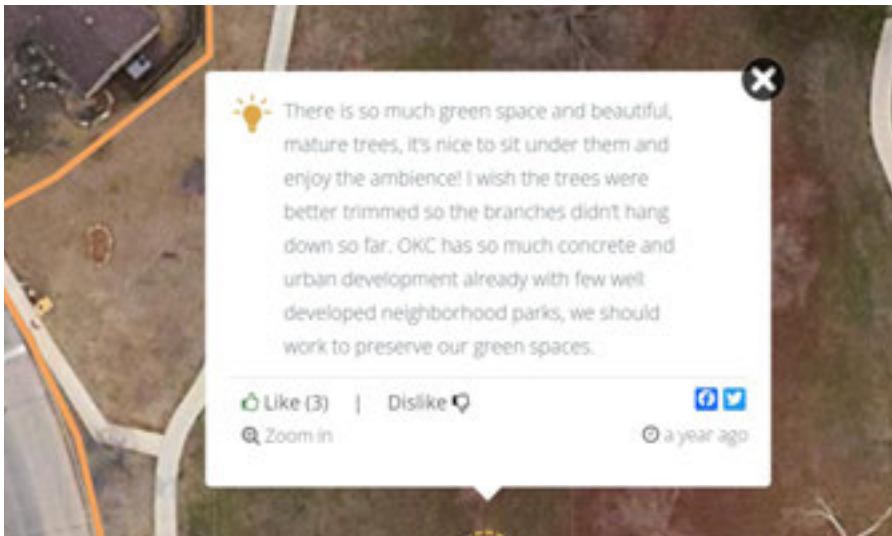 There is so much green space and beautiful,
mature trees, it's nice to sit under them and
enjoy the ambience! I wish the trees were
better trimmed so the branches didn't hang
down so far. OKC has so much concrete and
urban development already with few well
developed neighborhood parks, we should
work to preserve our green spaces.
Like (3) | Dislike
Zoom in
a year ago